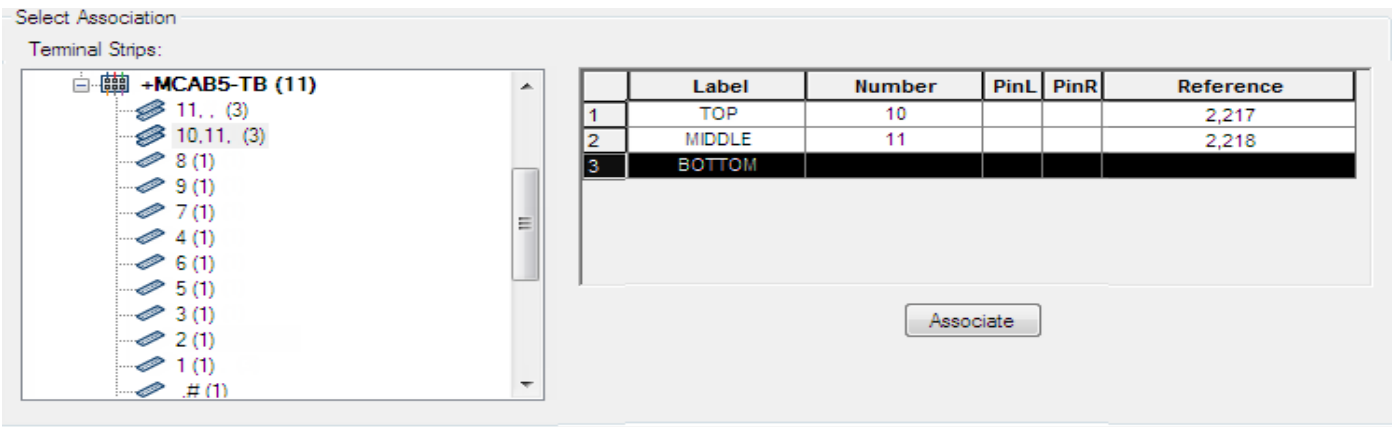 Select Association
Terminal Strips:
+MCAB5-TB (11)
11, , (3)
10,11, (3)
8 (1)
9 (1)
7 (1)
4 (1)
6 (1)
5 (1)
3 (1)
2 (1)
1 (1)
.# (1)
Label Number PinL PinR Reference
1 TOP 10 2,217
2 MIDDLE 11 2,218
3 BOTTOM
Associate